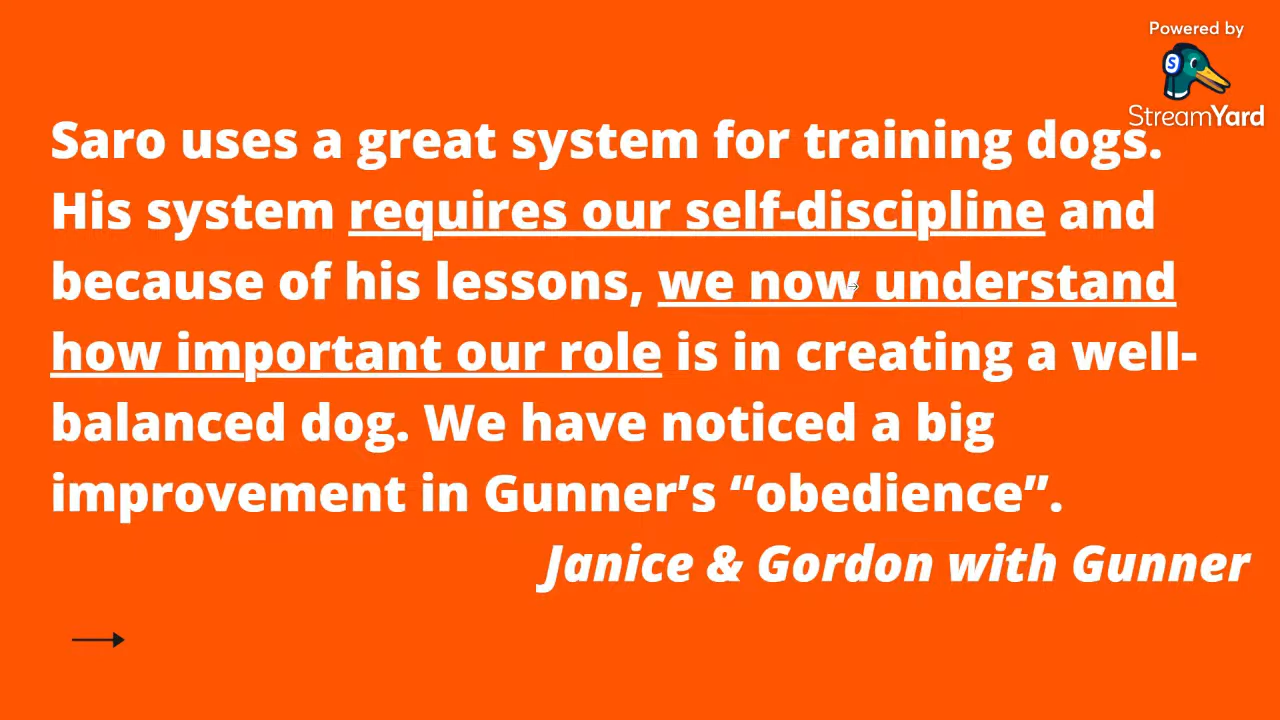 Powered by
S
StreamYard
Saro uses a great system for training dogs.
His system requires our self-discipline and
because of his lessons, we now understand
how important our role is in creating a well-
balanced dog. We have noticed a big
improvement in Gunner’s “obedience”.
Janice & Gordon with Gunner